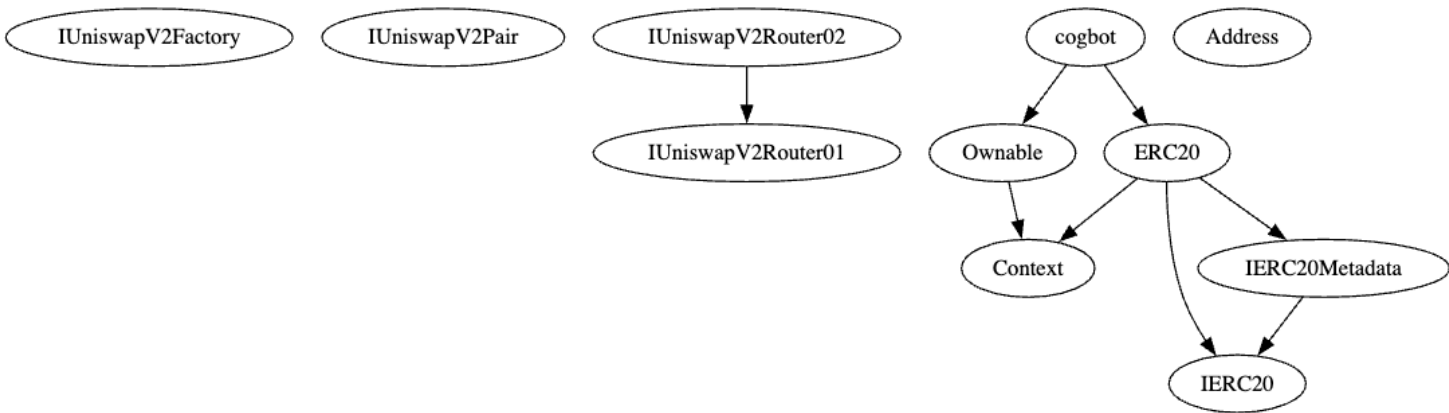 IUniswapV2Factory
IUniswapV2Pair
IUniswapV2Router02
cogbot
Address
IUniswapV2Router01
Ownable
ERC20
Context
IERC20Metadata
IERC20